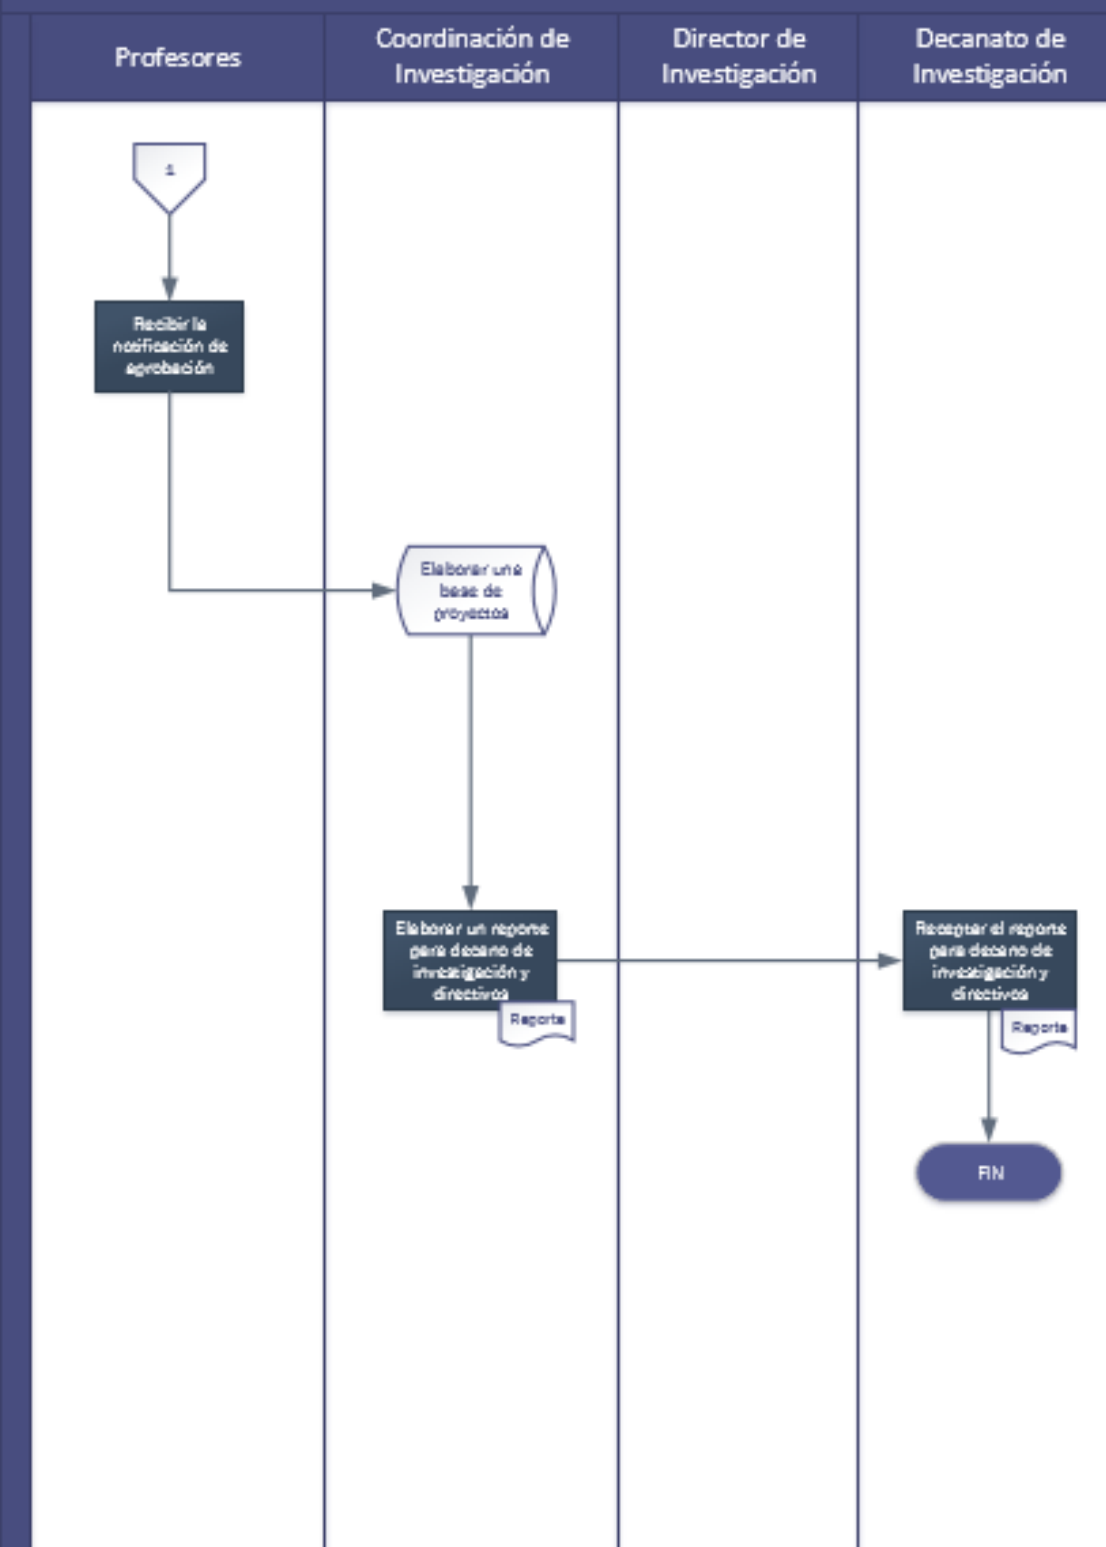 Profesores
Coordinación de
Investigación
Director de
Investigación
Decanato de
Investigación
1
Recibir la
notificación de
aprobación
Elaborar una
base de
proyectos
Elaborar un reporte
para decano de
investigación y
directivos
Reporte
Receptar el reporte
para decano de
investigación y
directivos
Reporte
FIN